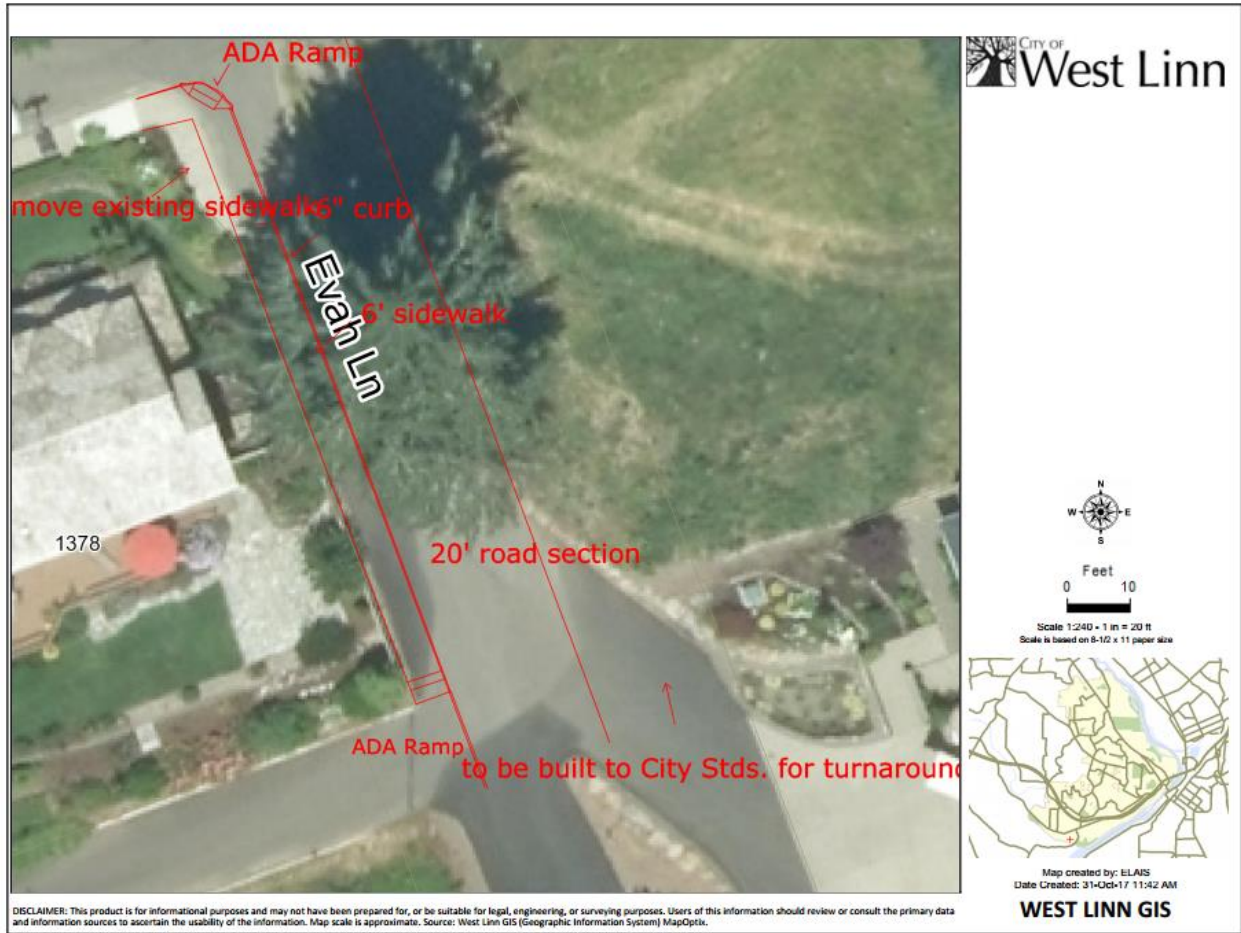 ADA Ramp
move existing sidewalk
6" curb
Evah Ln
6' sidewalk
1378
20' road section
ADA Ramp
to be built to City Stds. for turnaround
CITY OF
West Linn
N
W E
S
Feet
0 10
Scale 1:240 - 1 in = 20 ft
Scale is based on 8-1/2 x 11 paper size
Map created by: ELAIS
Date Created: 31-Oct-17 11:42 AM
WEST LINN GIS
DISCLAIMER: This product is for informational purposes and may not have been prepared for, or be suitable for legal, engineering, or surveying purposes. Users of this information should review or consult the primary data
and information sources to ascertain the usability of the information. Map scale is approximate. Source: West Linn GIS (Geographic Information System) MapOptix.